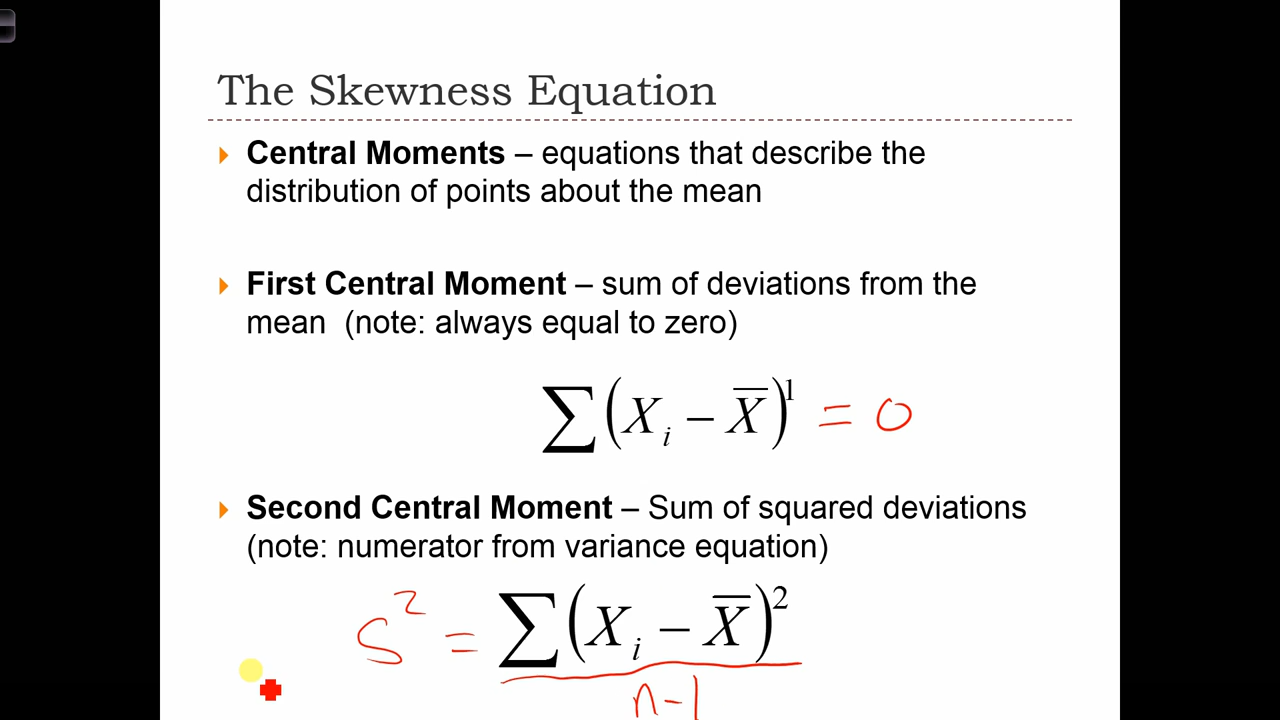 The Skewness Equation
Central Moments – equations that describe the
distribution of points about the mean
First Central Moment – sum of deviations from the
mean (note: always equal to zero)
∑(Xᵢ – X̅)¹ = 0
Second Central Moment – Sum of squared deviations
(note: numerator from variance equation)
S² = ∑(Xᵢ – X̅)²
n-1